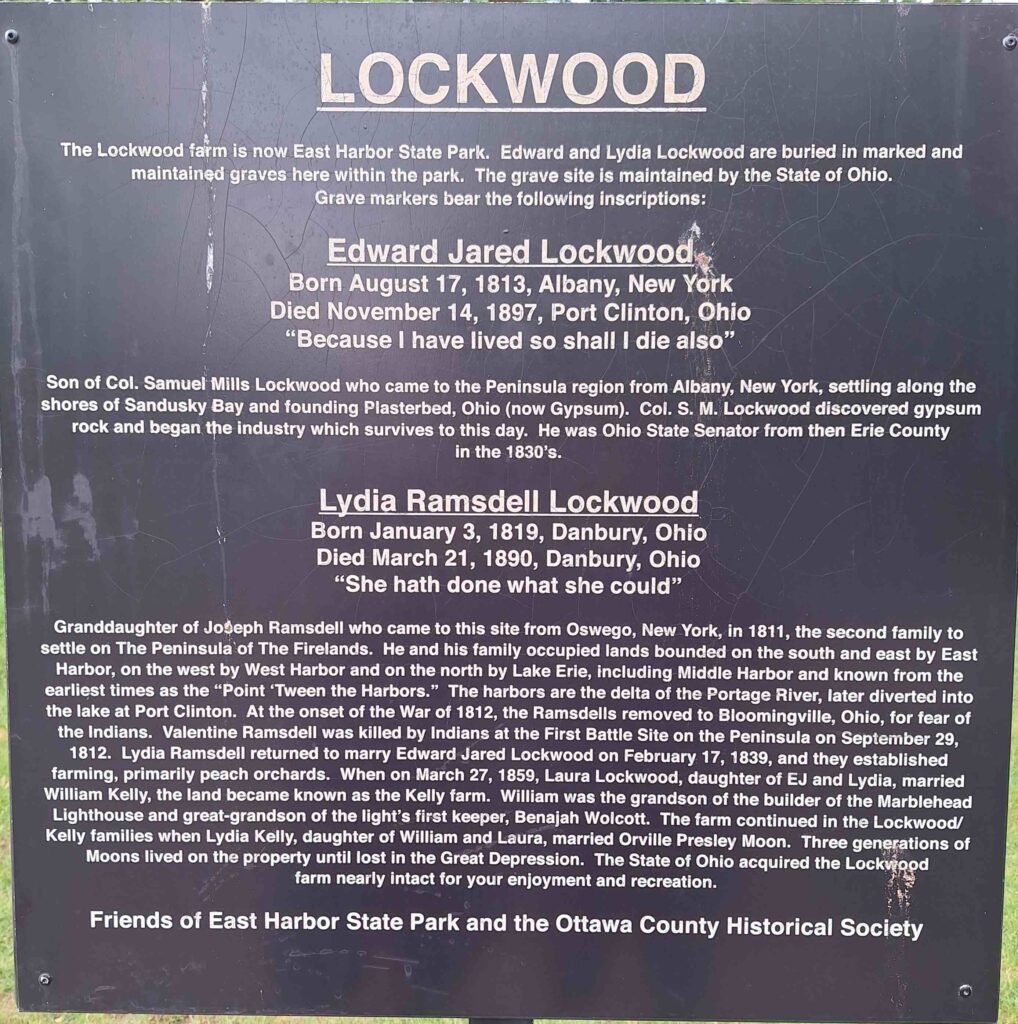 LOCKWOOD
The Lockwood farm is now East Harbor State Park. Edward and Lydia Lockwood are buried in marked and
maintained graves here within the park. The grave site is maintained by the State of Ohio.
Grave markers bear the following inscriptions:
Edward Jared Lockwood
Born August 17, 1813, Albany, New York
Died November 14, 1897, Port Clinton, Ohio
“Because I have lived so shall I die also”
Son of Col. Samuel Mills Lockwood who came to the Peninsula region from Albany, New York, settling along the
shores of Sandusky Bay and founding Plasterbed, Ohio (now Gypsum). Col. S. M. Lockwood discovered gypsum
rock and began the industry which survives to this day. He was Ohio State Senator from then Erie County
in the 1830’s.
Lydia Ramsdell Lockwood
Born January 3, 1819, Danbury, Ohio
Died March 21, 1890, Danbury, Ohio
“She hath done what she could”
Granddaughter of Joseph Ramsdell who came to this site from Oswego, New York, in 1811, the second family to
settle on The Peninsula of The Firelands. He and his family occupied lands bounded on the south and east by East
Harbor, on the west by West Harbor and on the north by Lake Erie, including Middle Harbor and known from the
earliest times as the “Point ‘Tween the Harbors.” The harbors are the delta of the Portage River, later diverted into
the lake at Port Clinton. At the onset of the War of 1812, the Ramsdells removed to Bloomingville, Ohio, for fear of
the Indians. Valentine Ramsdell was killed by Indians at the First Battle Site on the Peninsula on September 29,
1812. Lydia Ramsdell returned to marry Edward Jared Lockwood on February 17, 1839, and they established
farming, primarily peach orchards. When on March 27, 1859, Laura Lockwood, daughter of EJ and Lydia, married
William Kelly, the land became known as the Kelly farm. William was the grandson of the builder of the Marblehead
Lighthouse and great-grandson of the light’s first keeper, Benajah Wolcott. The farm continued in the Lockwood/
Kelly families when Lydia Kelly, daughter of William and Laura, married Orville Presley Moon. Three generations of
Moons lived on the property until lost in the Great Depression. The State of Ohio acquired the Lockwood
farm nearly intact for your enjoyment and recreation.
Friends of East Harbor State Park and the Ottawa County Historical Society